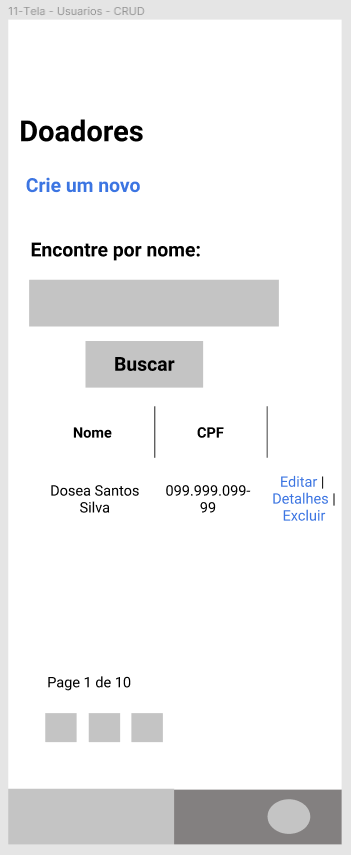 11-Tela - Usuarios - CRUD
Doadores
Crie um novo
Encontre por nome:
Buscar
Nome CPF
Dosea Santos 099.999.099- Editar |
Silva 99 Detalhes |
Excluir
Page 1 de 10